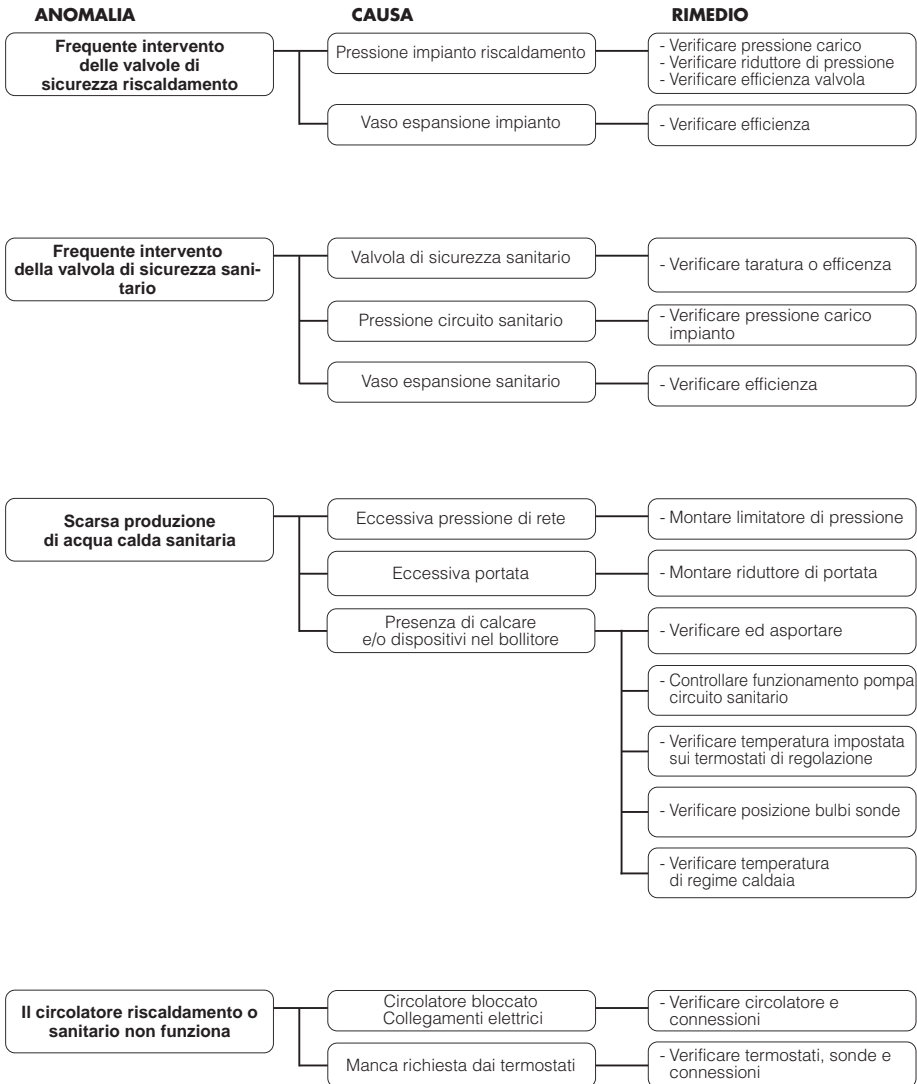 ANOMALIA
CAUSA
RIMEDIO
Frequente intervento
delle valvole di
sicurezza riscaldamento
Pressione impianto riscaldamento
- Verificare pressione carico
- Verificare riduttore di pressione
- Verificare efficienza valvola
Vaso espansione impianto
- Verificare efficienza
Frequente intervento
della valvola di sicurezza sani-
tario
Valvola di sicurezza sanitario
- Verificare taratura o efficenza
Pressione circuito sanitario
- Verificare pressione carico
impianto
Vaso espansione sanitario
- Verificare efficienza
Scarsa produzione
di acqua calda sanitaria
Eccessiva pressione di rete
- Montare limitatore di pressione
Eccessiva portata
- Montare riduttore di portata
Presenza di calcare
e/o dispositivi nel bollitore
- Verificare ed asportare
- Controllare funzionamento pompa
circuito sanitario
- Verificare temperatura impostata
sui termostati di regolazione
- Verificare posizione bulbi sonde
- Verificare temperatura
di regime caldaia
Il circolatore riscaldamento o
sanitario non funziona
Circolatore bloccato
Collegamenti elettrici
- Verificare circolatore e
connessioni
Manca richiesta dai termostati
- Verificare termostati, sonde e
connessioni